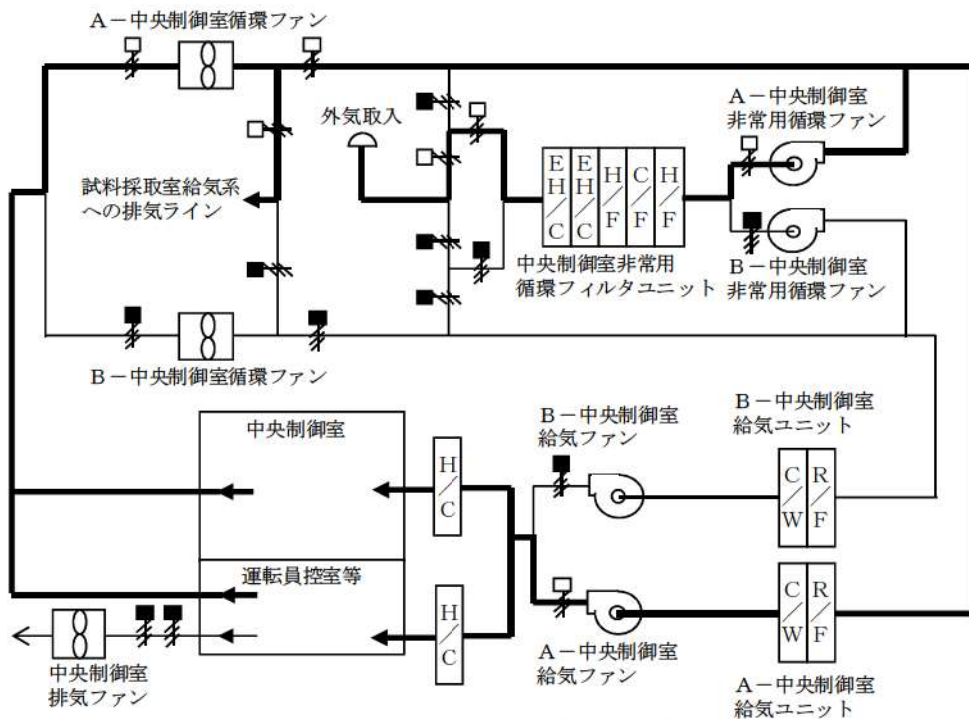 A－中央制御室循環ファン
外気取入
A－中央制御室
非常用循環ファン
試料採取室給気系
への排気ライン
EH/C
EH/C
H/F
C/F
H/F
中央制御室非常用
循環フィルタユニット
B－中央制御室
非常用循環ファン
B－中央制御室循環ファン
中央制御室
H/C
B－中央制御室
給気ファン
B－中央制御室
給気ユニット
C/W
R/F
運転員控室等
H/C
C/W
R/F
中央制御室
排気ファン
A－中央制御室
給気ファン
A－中央制御室
給気ユニット